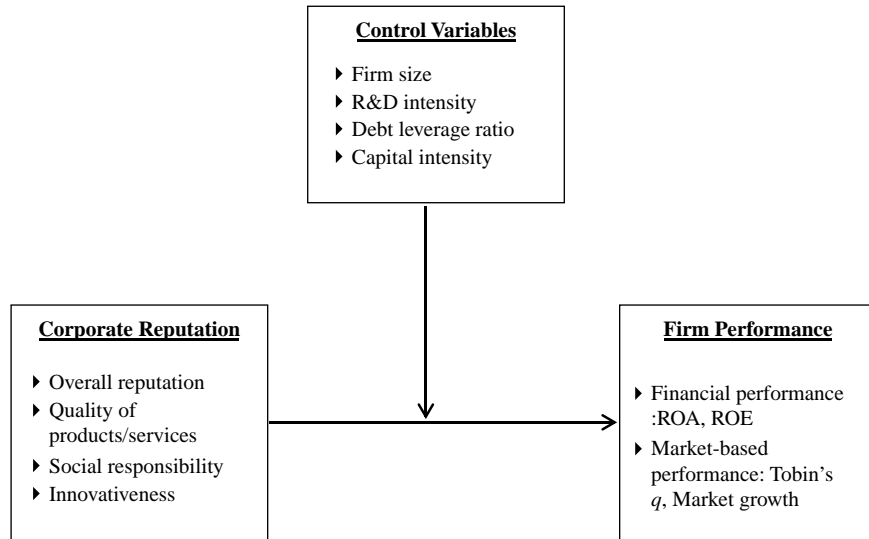 Control Variables
Firm size
R&D intensity
Debt leverage ratio
Capital intensity
Corporate Reputation
Overall reputation
Quality of
products/services
Social responsibility
Innovativeness
Firm Performance
Financial performance
:ROA, ROE
Market-based
performance: Tobin’s
q, Market growth